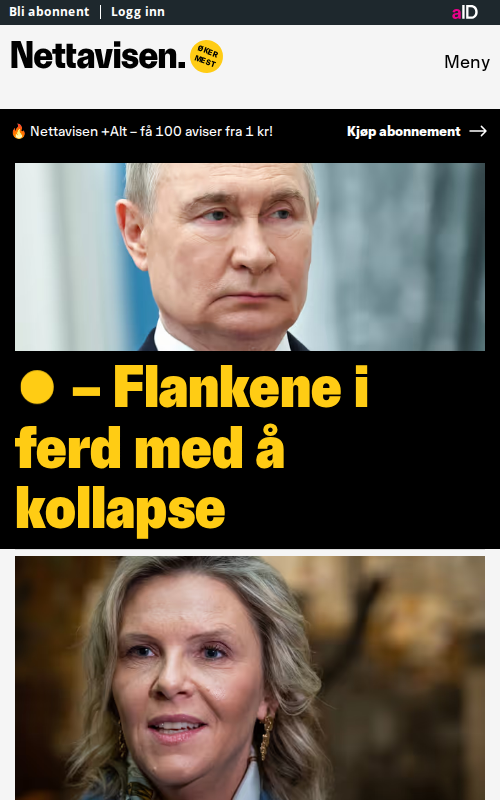 Bli abonnent
Logg inn
aID
Nettavisen.
ØKER
MEST
Meny
🔥 Nettavisen +Alt – få 100 aviser fra 1 kr!
Kjøp abonnement →
– Flankene i
ferd med å
kollapse